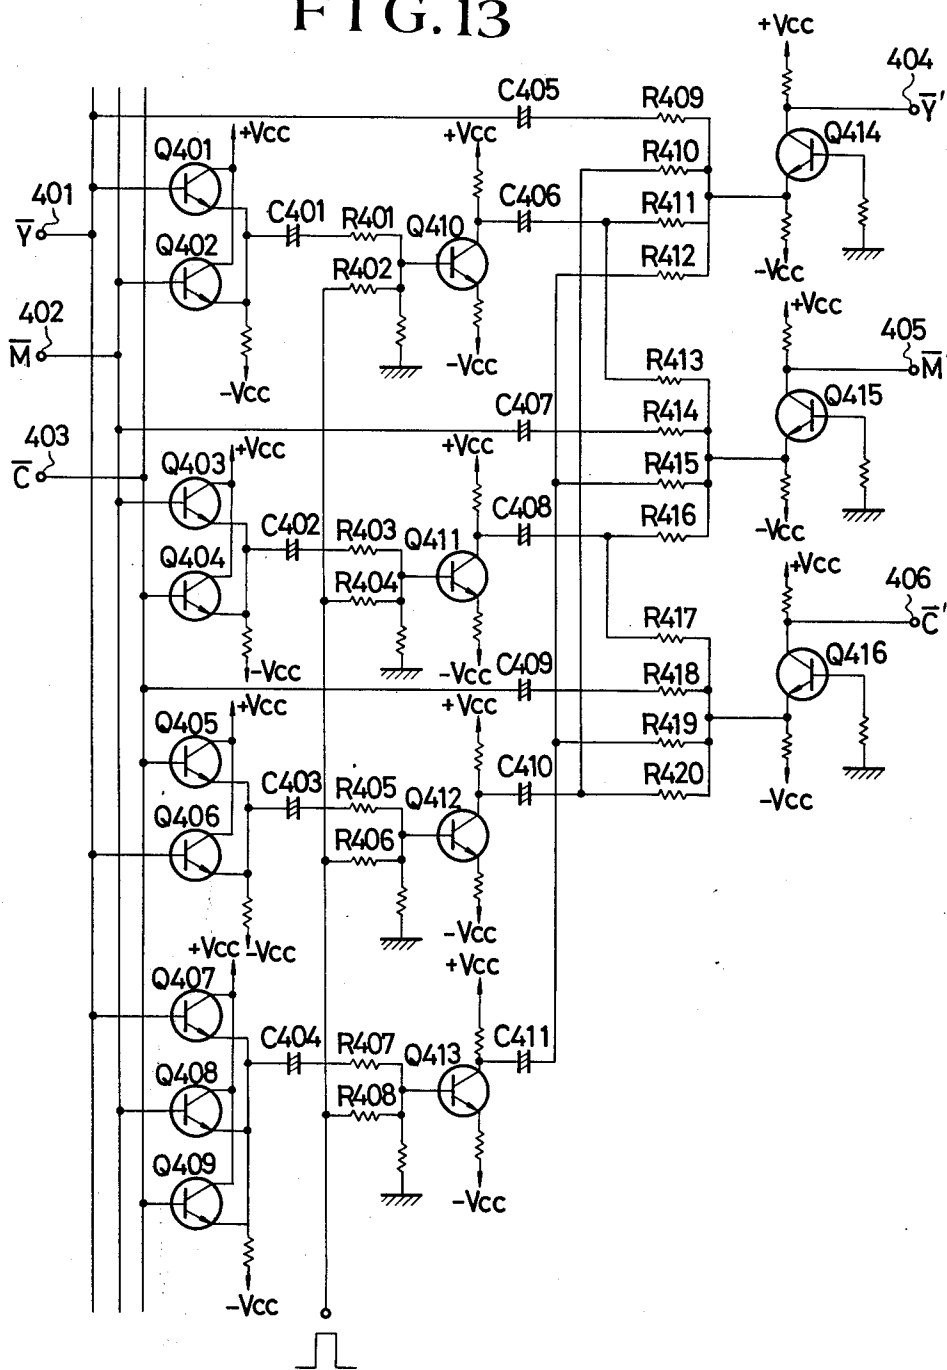 FIG. 13
+Vcc
404
C405
R409
Y̅'
Q401
+Vcc
+Vcc
R410
Q414
401
C401
R401
Q410
C406
R411
Y̅
Q402
R402
R412
402
-Vcc
+Vcc
M̅
-Vcc
-Vcc
405
R413
M̅'
C407
R414
Q415
403
Q403
+Vcc
+Vcc
C̅
R415
C402
R403
Q411
C408
R416
-Vcc
Q404
R404
+Vcc
406
R417
C̅'
-Vcc
-Vcc
C409
R418
Q416
Q405
+Vcc
+Vcc
R419
C403
R405
Q412
C410
R420
Q406
R406
-Vcc
-Vcc
+Vcc
-Vcc
+Vcc
Q407
C404
R407
Q413
C411
Q408
R408
Q409
-Vcc
-Vcc